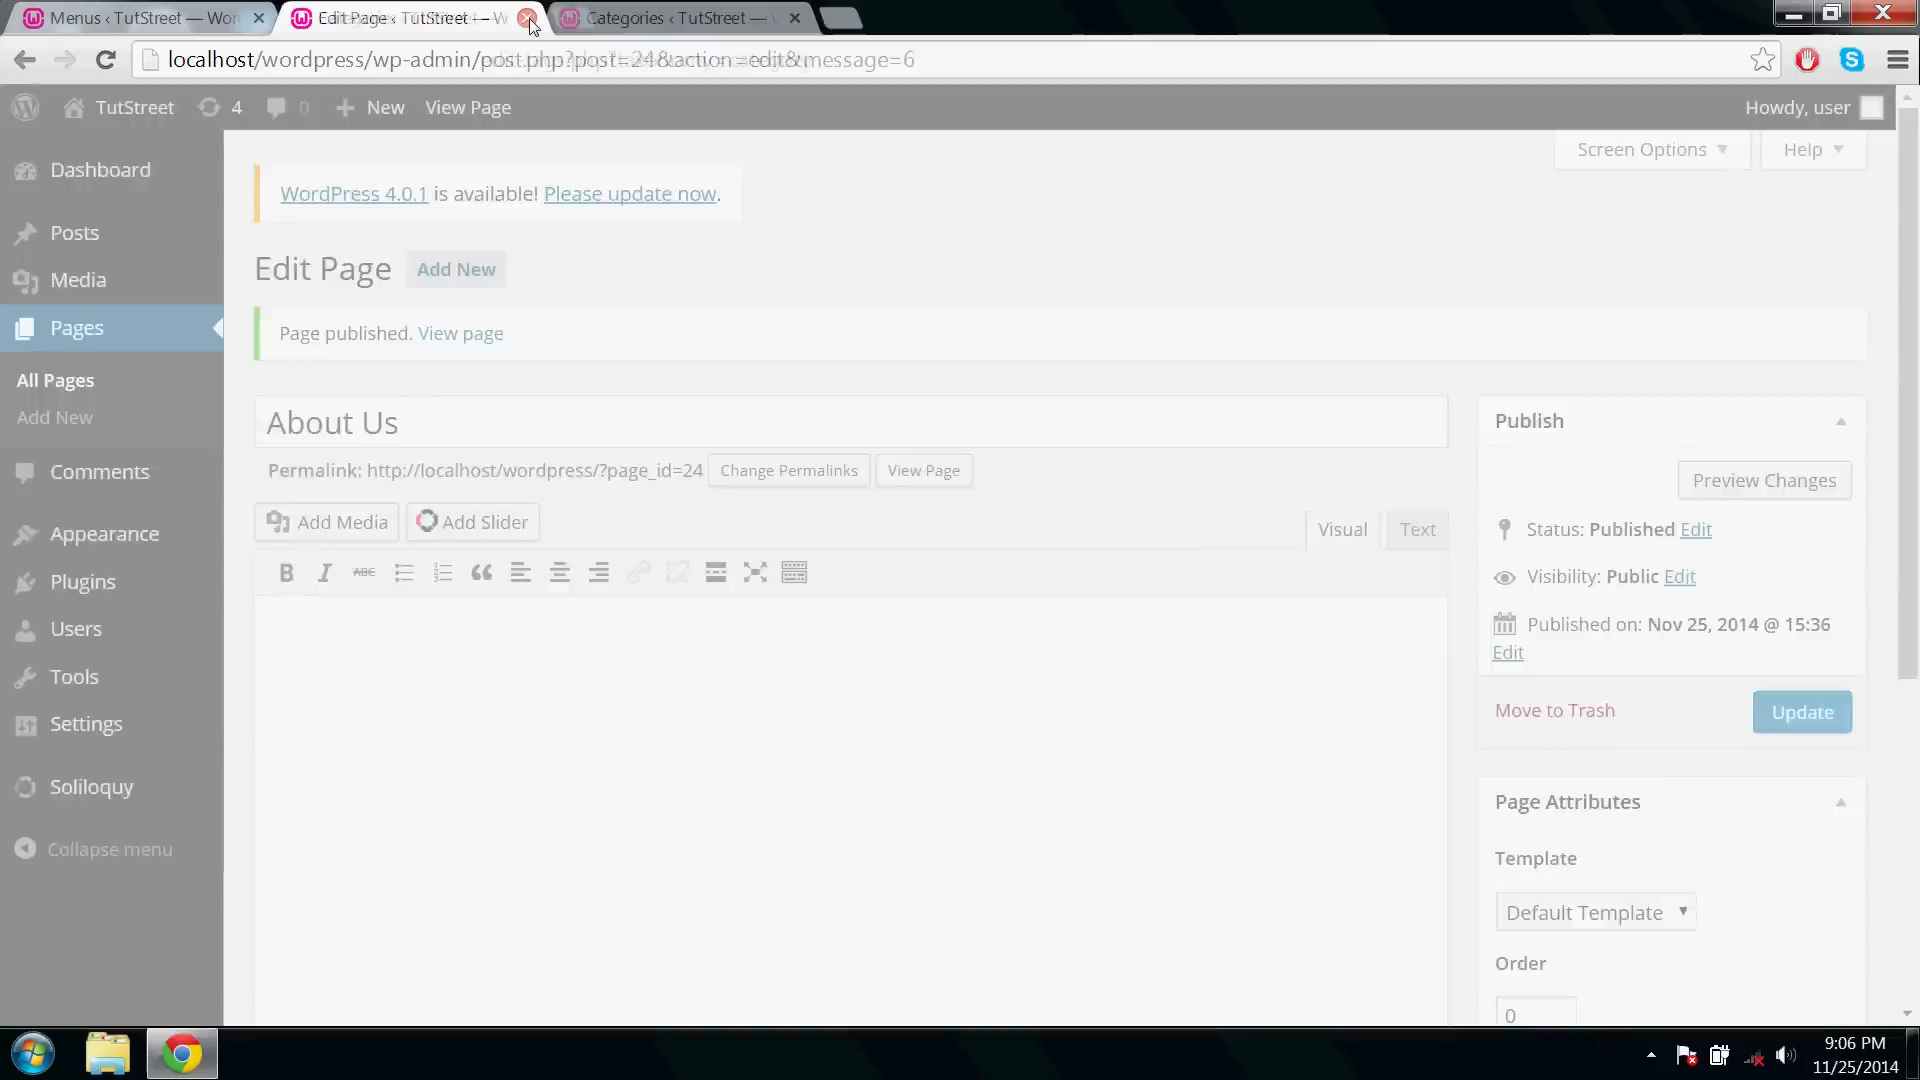 Menus ‹ TutStreet — Wor
Edit Page ‹ TutStreet — W
Categories ‹ TutStreet —
localhost/wordpress/wp-admin/post.php?post=24&action=edit&message=6
TutStreet
4
0
New
View Page
Howdy, user
Screen Options
Help
Dashboard
Posts
Media
Pages
All Pages
Add New
Comments
Appearance
Plugins
Users
Tools
Settings
Soliloquy
Collapse menu
WordPress 4.0.1 is available! Please update now.
Edit Page
Add New
Page published. View page
About Us
Permalink: http://localhost/wordpress/?page_id=24
Change Permalinks
View Page
Add Media
Add Slider
Visual
Text
B
I
ABC
Publish
Preview Changes
Status: Published Edit
Visibility: Public Edit
Published on: Nov 25, 2014 @ 15:36
Edit
Move to Trash
Update
Page Attributes
Template
Default Template
Order
0
9:06 PM
11/25/2014